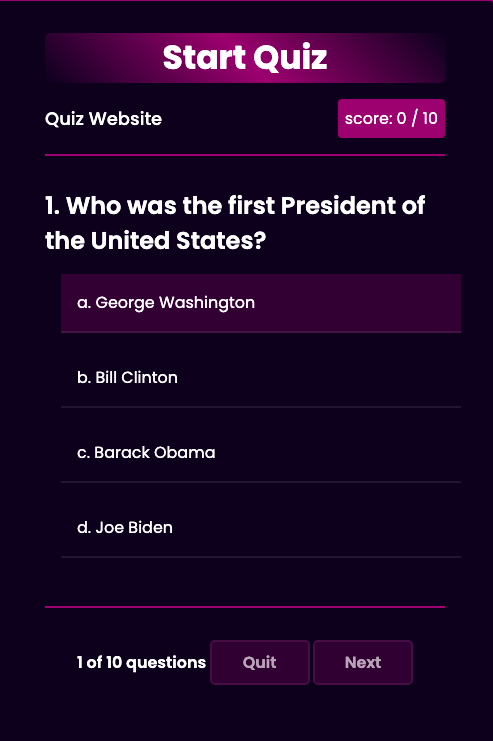 Start Quiz
Quiz Website
score: 0 / 10
1. Who was the first President of
the United States?
a. George Washington
b. Bill Clinton
c. Barack Obama
d. Joe Biden
1 of 10 questions
Quit
Next